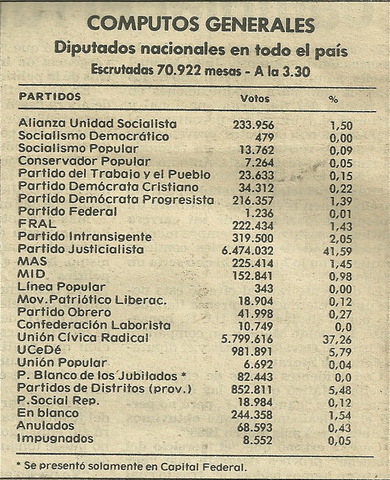 COMPUTOS GENERALES
Diputados nacionales en todo el país
Escrutadas 70.922 mesas - A la 3.30
PARTIDOS Votos %
Alianza Unidad Socialista 233.956 1,50
Socialismo Democrático 479 0,00
Socialismo Popular 13.762 0,09
Conservador Popular 7.264 0,05
Partido del Trabajo y el Pueblo 23.633 0,15
Partido Demócrata Cristiano 34.312 0,22
Partido Demócrata Progresista 216.357 1,39
Partido Federal 1.236 0,01
FRAL 222.434 1,43
Partido Intransigente 319.500 2,05
Partido Justicialista 6.474.032 41,59
MAS 225.414 1,45
MID 152.841 0,98
Línea Popular 343 0,00
Mov. Patriótico Liberac. 18.904 0,12
Partido Obrero 41.998 0,27
Confederación Laborista 10.749 0,0
Unión Cívica Radical 5.799.616 37,26
UCeDé 981.891 5,79
Unión Popular 6.692 0,04
P. Blanco de los Jubilados * 82.443 0,0
Partidos de Distritos (prov.) 852.811 5,48
P. Social Rep. 18.984 0,12
En blanco 244.358 1,54
Anulados 68.593 0,43
Impugnados 8.552 0,05
* Se presentó solamente en Capital Federal.